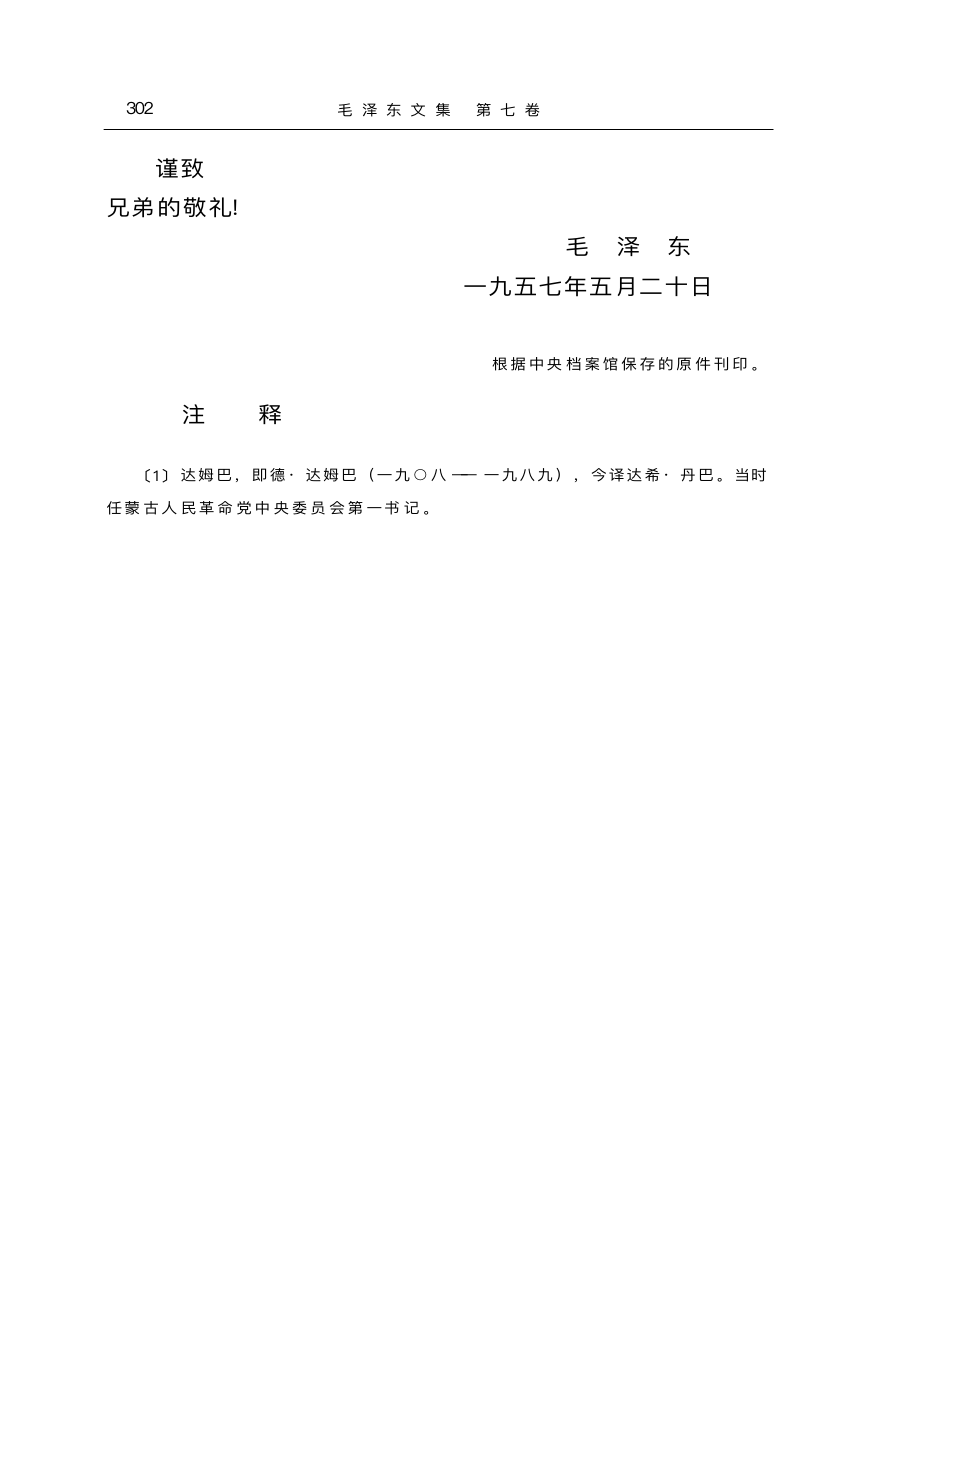 302 毛泽东文集 第七卷
谨致
兄弟的敬礼!
毛 泽 东
一九五七年五月二十日
根据中央档案馆保存的原件刊印。
注 释
〔1〕达姆巴，即德·达姆巴（一九〇八——一九八九），今译达希·丹巴。当时
任蒙古人民革命党中央委员会第一书记。